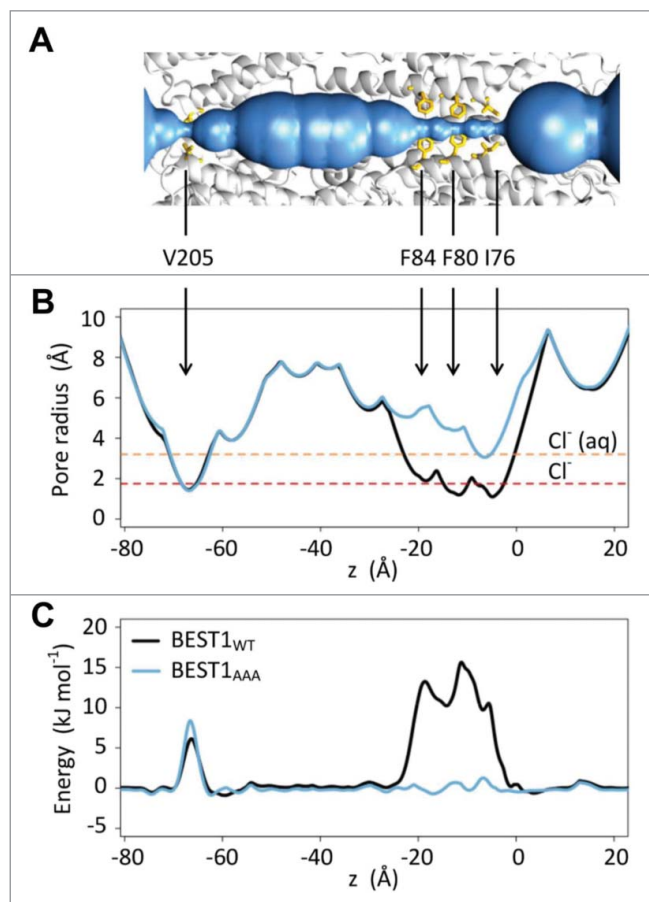 A
V205 F84 F80 I76
B
10
8
6
4
2
0
Pore radius (Å)
Cl⁻ (aq)
Cl⁻
-80 -60 -40 -20 0 20
z (Å)
C
20
15
10
5
0
-5
Energy (kJ mol⁻¹)
BEST1WT
BEST1AAA
-80 -60 -40 -20 0 20
z (Å)